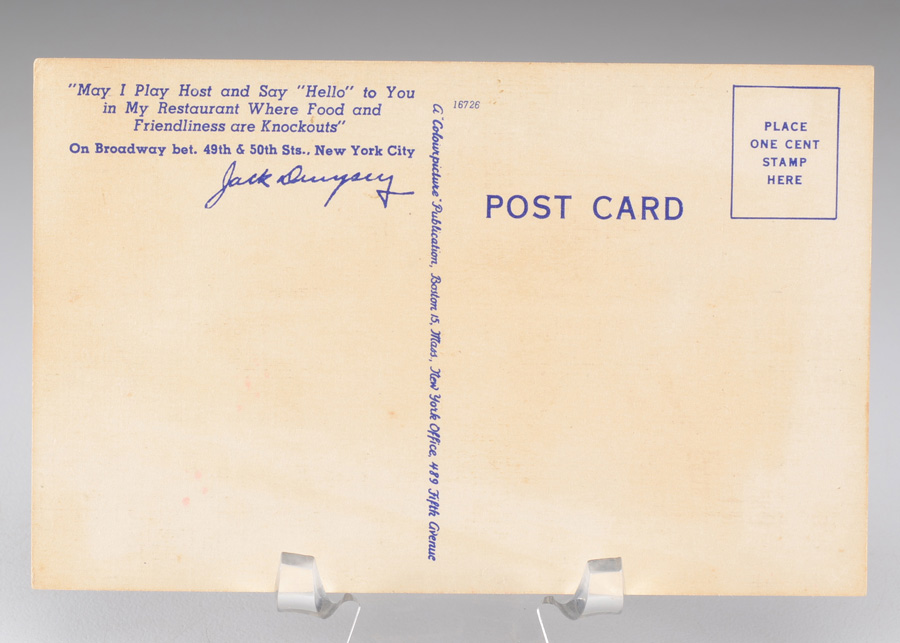 "May I Play Host and Say "Hello" to You
in My Restaurant Where Food and
Friendliness are Knockouts"
On Broadway bet. 49th & 50th Sts., New York City
Jack Dempsey
A "Colourpicture" Publication, Boston 15, Mass., New York Office, 489 Fifth Avenue
16726
POST CARD
PLACE
ONE CENT
STAMP
HERE